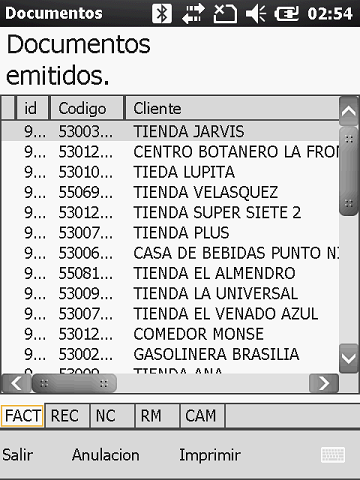 Documentos 02:54
Documentos
emitidos.
id Codigo Cliente
9... 53003... TIENDA JARVIS
9... 53012... CENTRO BOTANERO LA FRO
9... 53010... TIEDA LUPITA
9... 55069... TIENDA VELASQUEZ
9... 53012... TIENDA SUPER SIETE 2
9... 53007... TIENDA PLUS
9... 53006... CASA DE BEBIDAS PUNTO N
9... 55081... TIENDA EL ALMENDRO
9... 53009... TIENDA LA UNIVERSAL
9... 53007... TIENDA EL VENADO AZUL
9... 53012... COMEDOR MONSE
9... 53002... GASOLINERA BRASILIA
9... 53009... TIENDA ANA
FACT REC NC RM CAM
Salir Anulacion Imprimir